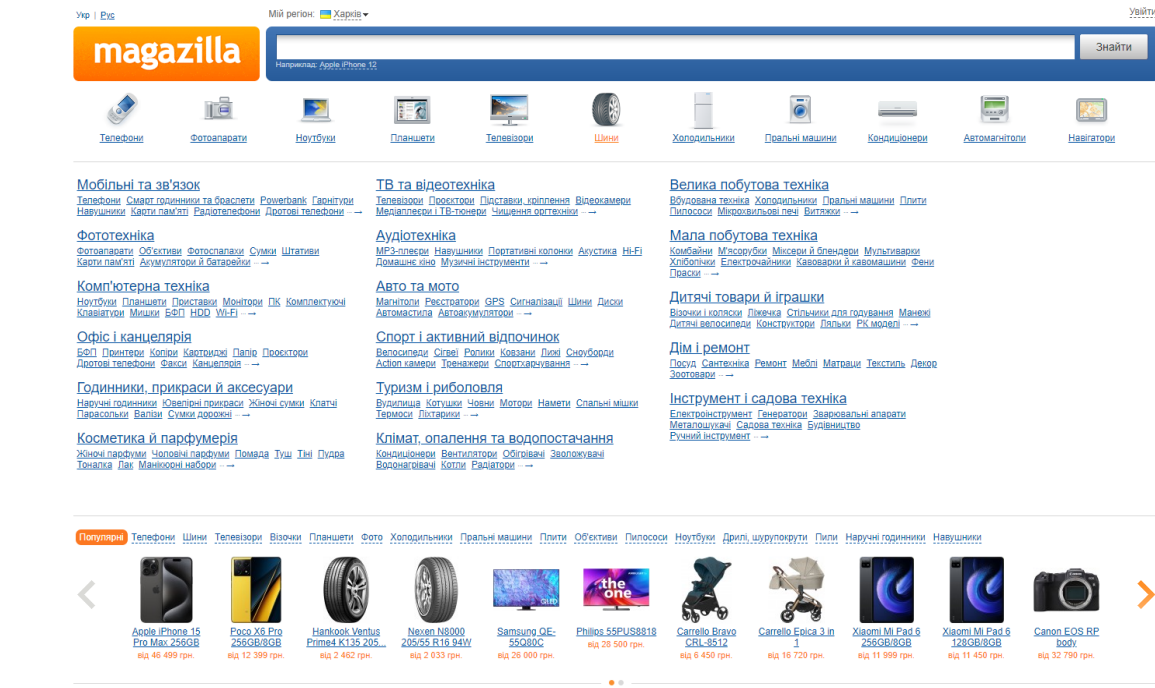 Укр | Рус
Мій регіон: Харків
Увійти
magazilla
Знайти
Наприклад: Apple iPhone 12
Телефони Фотоапарати Ноутбуки Планшети Телевізори Шини Холодильники Пральні машини Кондиціонери Автомагнітоли Навігатори
Мобільні та зв'язок
Телефони Смарт годинники та браслети Powerbank Гарнітури
Навушники Карти пам'яті Радіотелефони Дротові телефони ··· →
Фототехніка
Фотоапарати Об'єктиви Фотоспалахи Сумки Штативи
Карти пам'яті Акумулятори й батарейки ··· →
Комп'ютерна техніка
Ноутбуки Планшети Приставки Монітори ПК Комплектуючі
Клавіатури Мишки БФП HDD Wi-Fi ··· →
Офіс і канцелярія
БФП Принтери Копіри Картриджі Папір Проєктори
Дротові телефони Факси Канцелярія ··· →
Годинники, прикраси й аксесуари
Наручні годинники Ювелірні прикраси Жіночі сумки Клатчі
Парасольки Валізи Сумки дорожні ··· →
Косметика й парфумерія
Жіночі парфуми Чоловічі парфуми Помада Туш Тіні Пудра
Тоналка Лак Манікюрні набори ··· →
ТВ та відеотехніка
Телевізори Проєктори Підставки, кріплення Відеокамери
Медіаплеєри і ТВ-тюнери Чищення оргтехніки ··· →
Аудіотехніка
MP3-плеєри Навушники Портативні колонки Акустика Hi-Fi
Домашнє кіно Музичні інструменти ··· →
Авто та мото
Магнітоли Реєстратори GPS Сигналізації Шини Диски
Автомастила Автоакумулятори ··· →
Спорт і активний відпочинок
Велосипеди Сігвеї Ролики Ковзани Лижі Сноуборди
Action камери Тренажери Спортхарчування ··· →
Туризм і риболовля
Вудилища Котушки Човни Мотори Намети Спальні мішки
Термоси Ліхтарики ··· →
Клімат, опалення та водопостачання
Кондиціонери Вентилятори Обігрівачі Зволожувачі
Водонагрівачі Котли Радіатори ··· →
Велика побутова техніка
Вбудована техніка Холодильники Пральні машини Плити
Пилососи Мікрохвильові печі Витяжки ··· →
Мала побутова техніка
Комбайни М'ясорубки Міксери й блендери Мультиварки
Хлібопічки Електрочайники Кавоварки й кавомашини Фени
Праски ··· →
Дитячі товари й іграшки
Візочки і коляски Ліжечка Стільчики для годування Манежі
Дитячі велосипеди Конструктори Ляльки РК моделі ··· →
Дім і ремонт
Посуд Сантехніка Ремонт Меблі Матраци Текстиль Декор
Зоотовари ··· →
Інструмент і садова техніка
Електроінструмент Генератори Зварювальні апарати
Металошукачі Садова техніка Будівництво
Ручний інструмент ··· →
Популярні Телефони Шини Телевізори Візочки Планшети Фото Холодильники Пральні машини Плити Об'єктиви Пилососи Ноутбуки Дрилі, шурупокрути Пили Наручні годинники Навушники
QLED
the
one
Apple iPhone 15
Pro Max 256GB
від 46 499 грн.
Poco X6 Pro
256GB/8GB
від 12 399 грн.
Hankook Ventus
Prime4 K135 205...
від 2 462 грн.
Nexen N8000
205/55 R16 94W
від 2 033 грн.
Samsung QE-
55Q80C
від 26 000 грн.
Philips 55PUS8818
від 28 500 грн.
Carrello Bravo
CRL-8512
від 6 450 грн.
Carrello Epica 3 in
1
від 16 720 грн.
Xiaomi Mi Pad 6
256GB/8GB
від 11 999 грн.
Xiaomi Mi Pad 6
128GB/8GB
від 11 450 грн.
Canon EOS RP
body
від 32 790 грн.